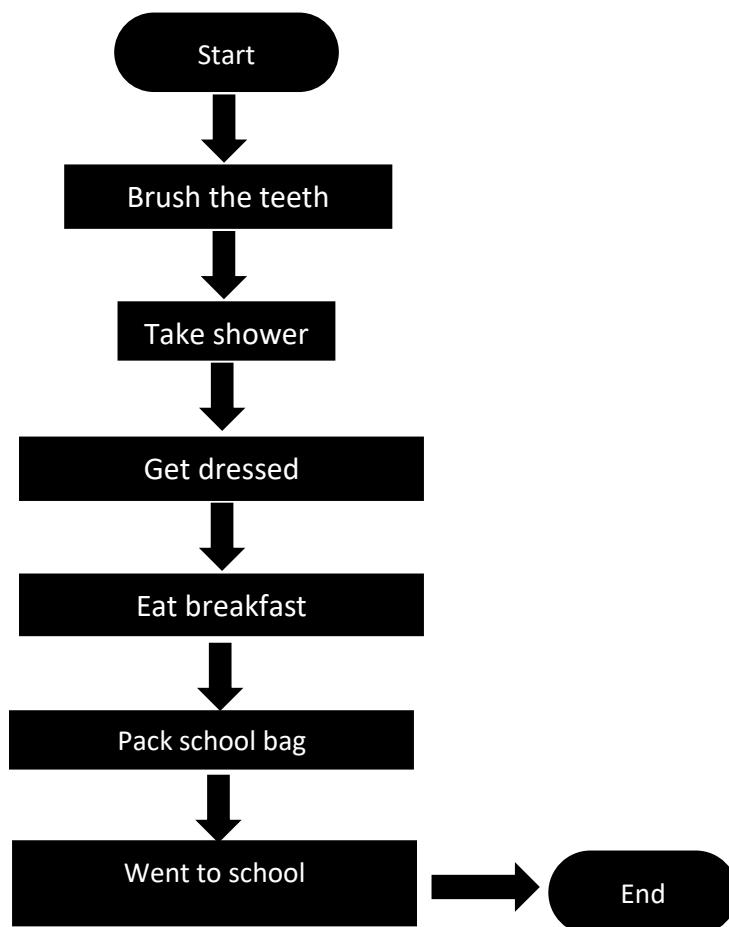 Start
Brush the teeth
Take shower
Get dressed
Eat breakfast
Pack school bag
Went to school
End